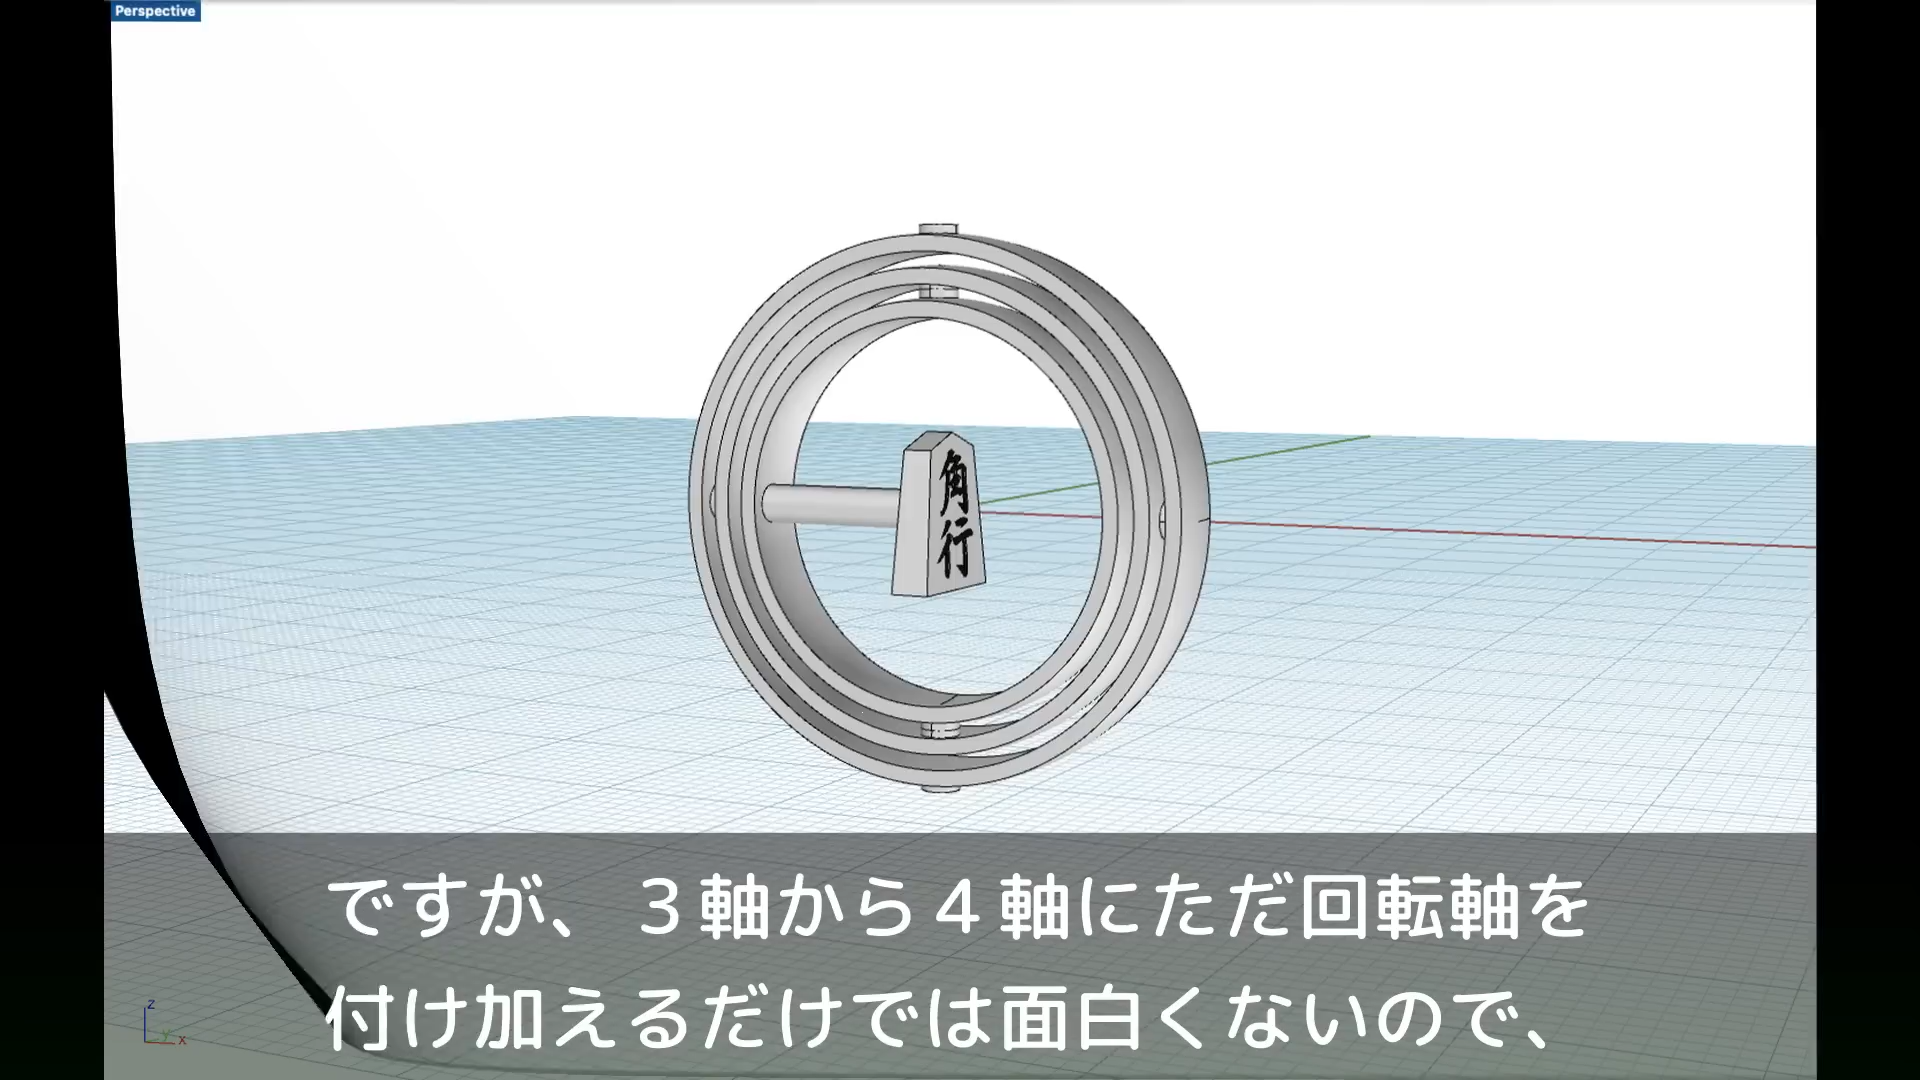 Perspective
角
行
ですが、３軸から４軸にただ回転軸を
付け加えるだけでは面白くないので、
z
y
x